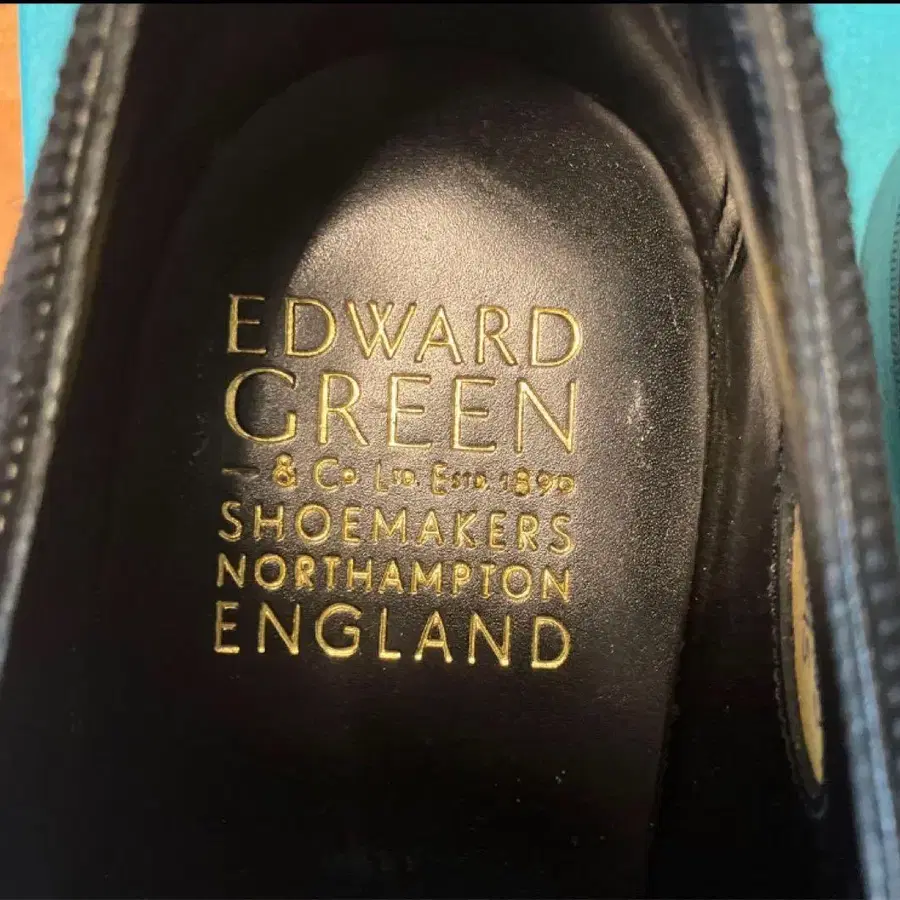 EDWARD
GREEN
— & Co Ltd. Estd. 1890
SHOEMAKERS
NORTHAMPTON
ENGLAND